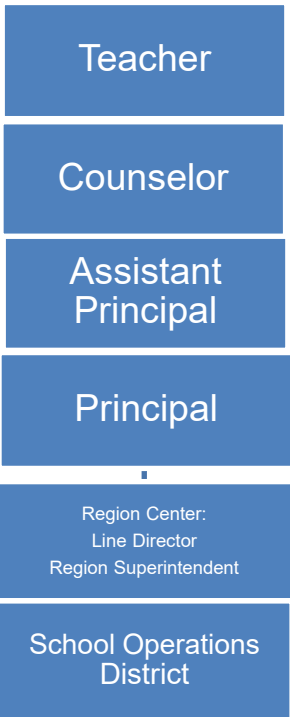 Teacher
Counselor
Assistant
Principal
Principal
Region Center:
Line Director
Region Superintendent
School Operations
District